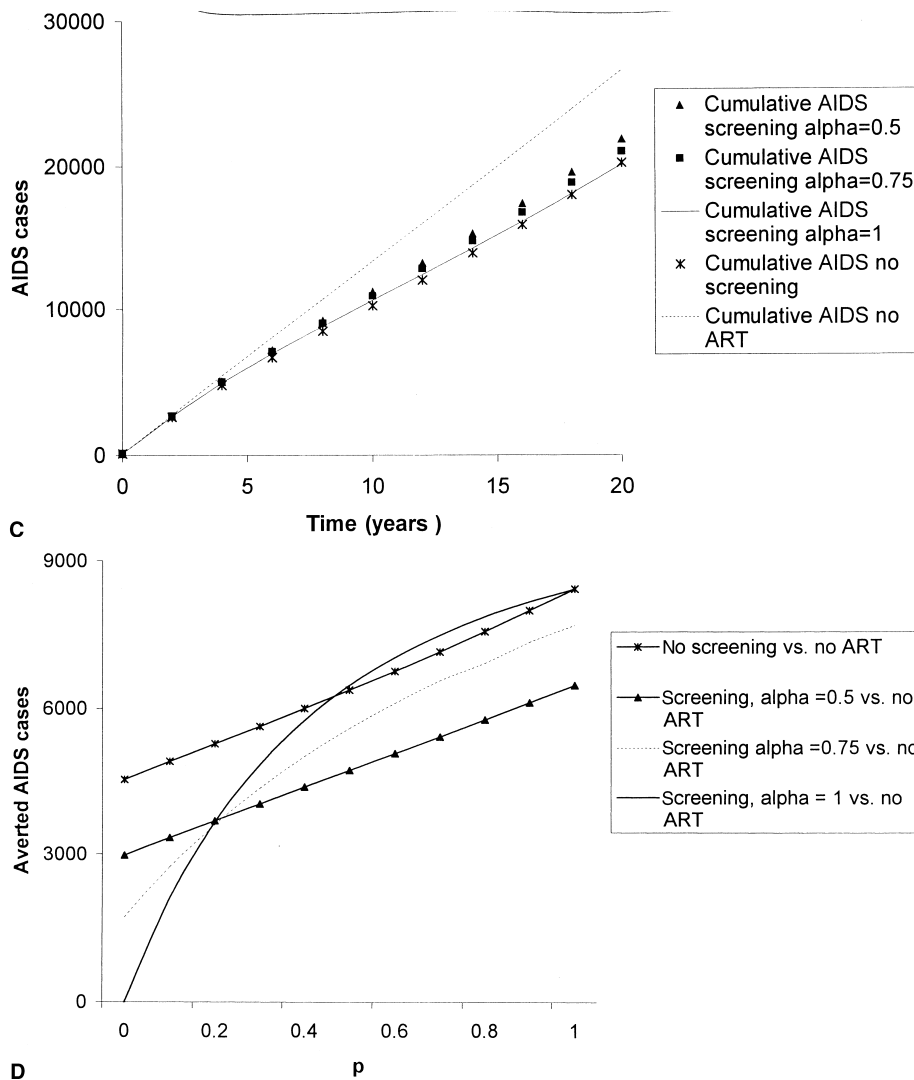 30000
20000
10000
0
AIDS cases
0
5
10
15
20
Time (years )
Cumulative AIDS
screening alpha=0.5
Cumulative AIDS
screening alpha=0.75
Cumulative AIDS
screening alpha=1
Cumulative AIDS no
screening
Cumulative AIDS no
ART
C
9000
6000
3000
0
Averted AIDS cases
0
0.2
0.4
0.6
0.8
1
p
No screening vs. no ART
Screening, alpha =0.5 vs. no
ART
Screening alpha =0.75 vs. no
ART
Screening, alpha = 1 vs. no
ART
D